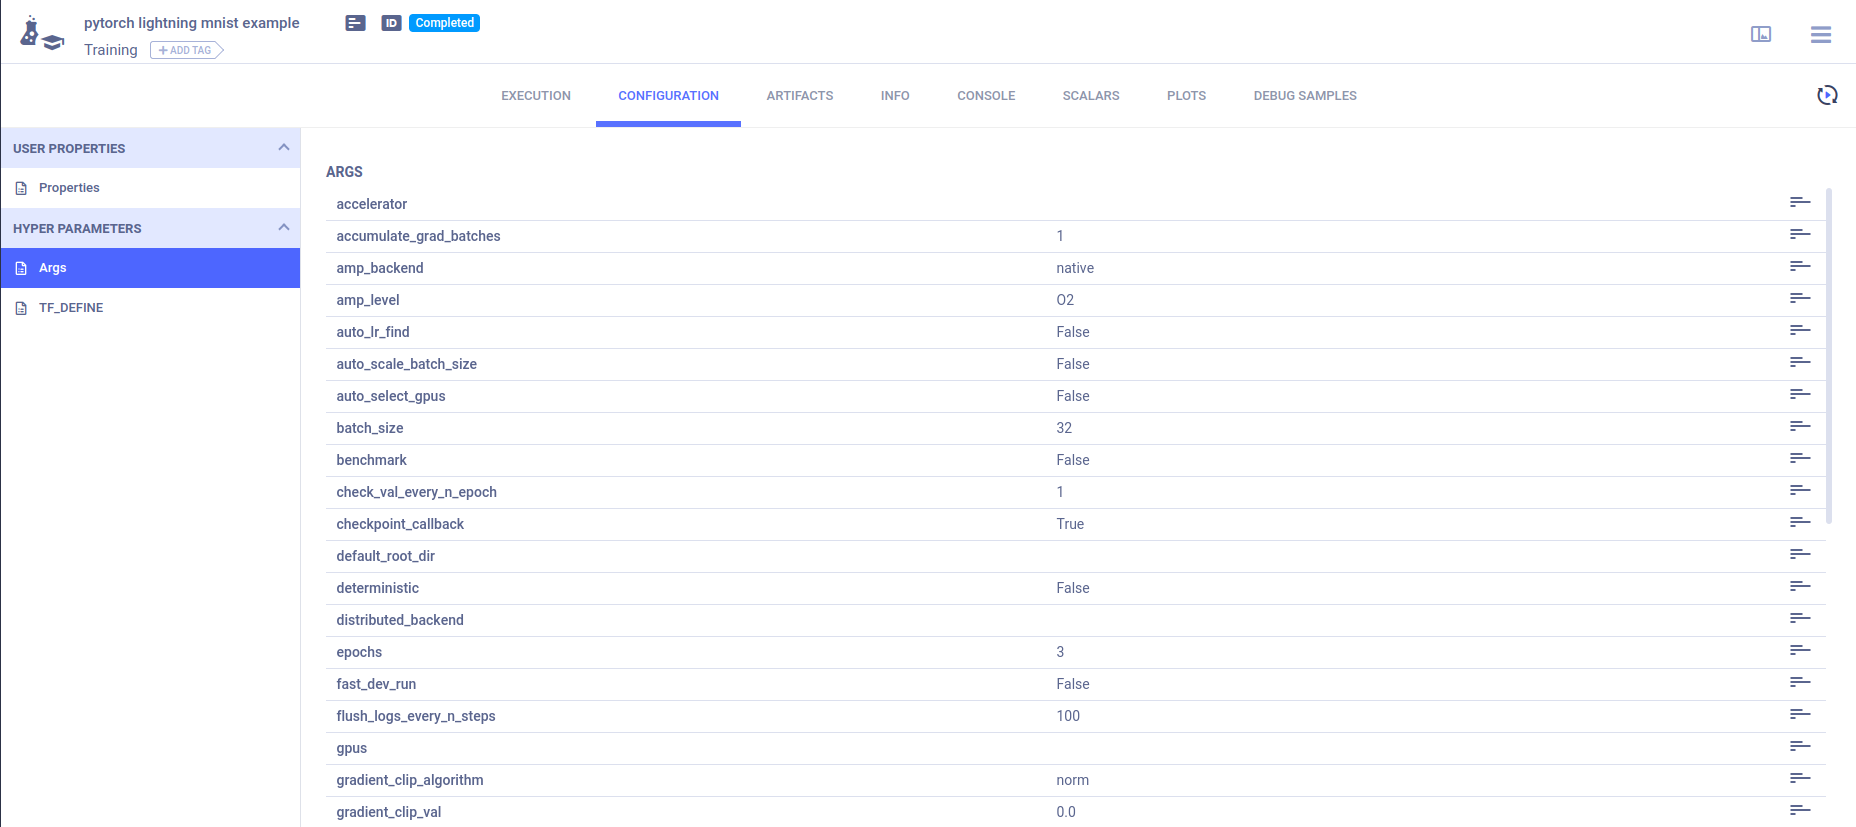 pytorch lightning mnist example
ID
Completed
Training
+ ADD TAG
EXECUTION CONFIGURATION ARTIFACTS INFO CONSOLE SCALARS PLOTS DEBUG SAMPLES
USER PROPERTIES
Properties
HYPER PARAMETERS
Args
TF_DEFINE
ARGS
accelerator
accumulate_grad_batches 1
amp_backend native
amp_level O2
auto_lr_find False
auto_scale_batch_size False
auto_select_gpus False
batch_size 32
benchmark False
check_val_every_n_epoch 1
checkpoint_callback True
default_root_dir
deterministic False
distributed_backend
epochs 3
fast_dev_run False
flush_logs_every_n_steps 100
gpus
gradient_clip_algorithm norm
gradient_clip_val 0.0